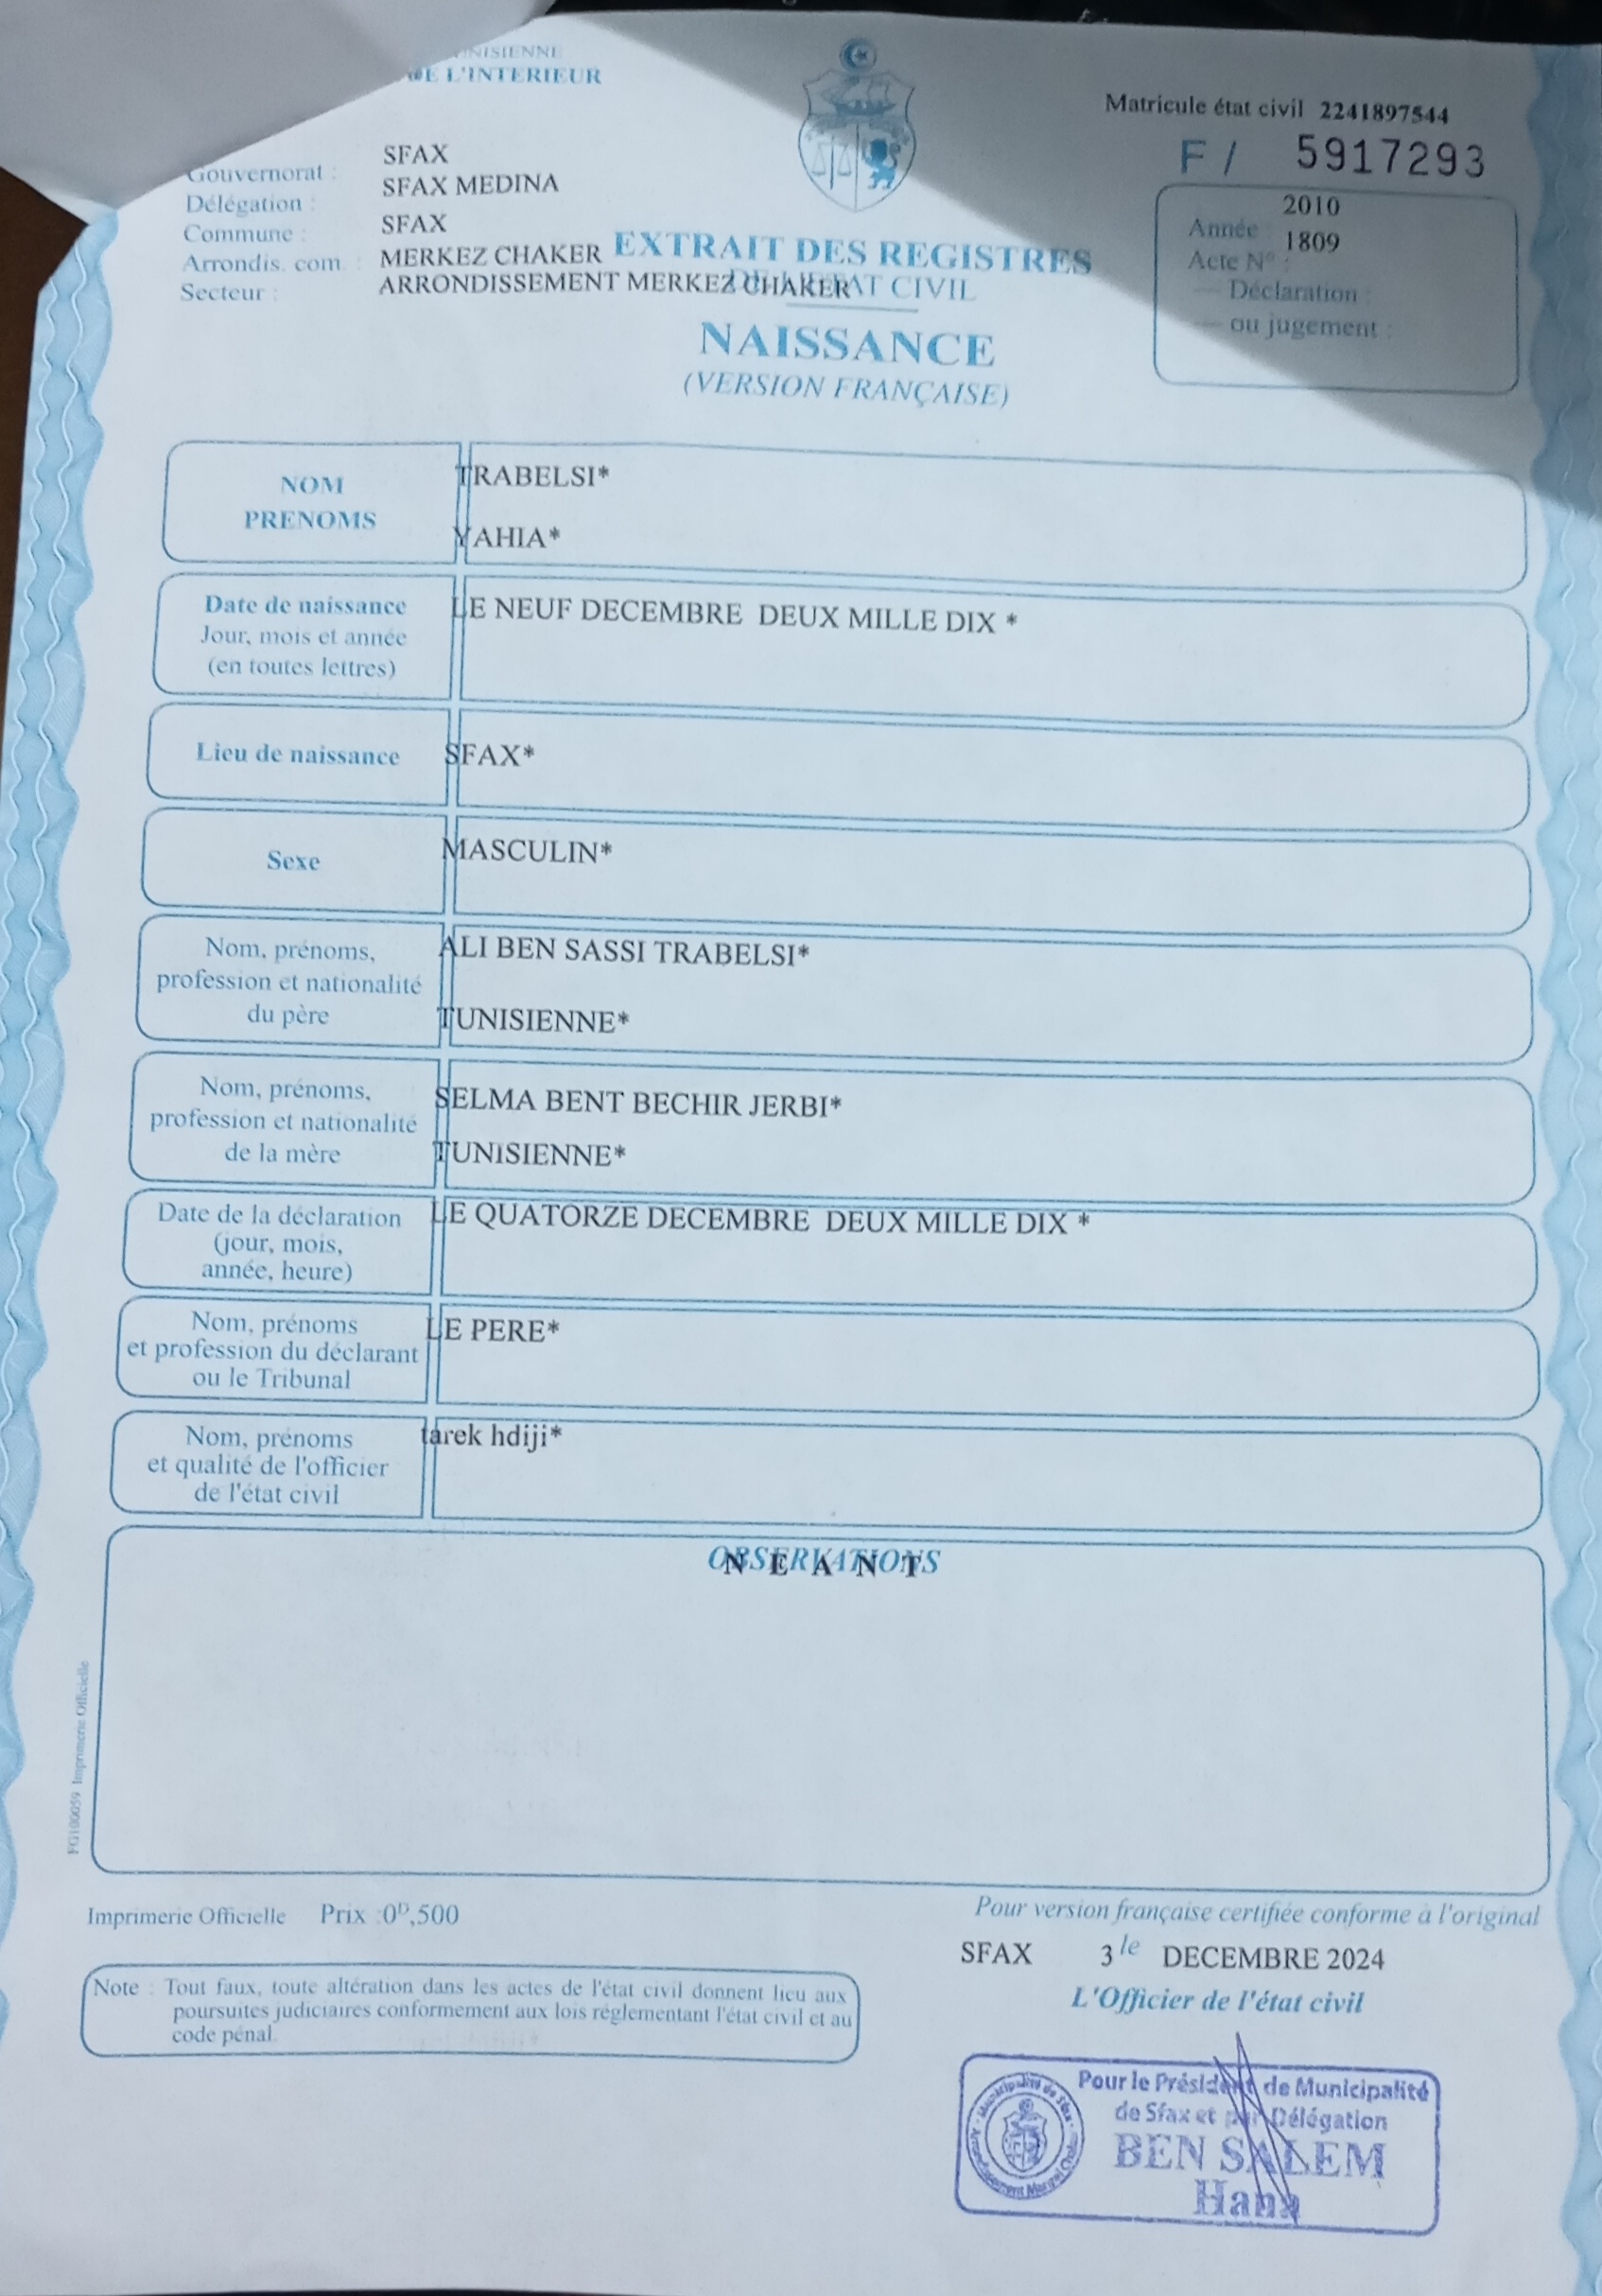 DE L'INTERIEUR
Matricule état civil 2241897544
F / 5917293
Gouvernorat : SFAX
Délégation : SFAX MEDINA
Commune : SFAX
Arrondis. com. : MERKEZ CHAKER
Secteur : ARRONDISSEMENT MERKEZ CHAKER
EXTRAIT DES REGISTRES
DE L'ETAT CIVIL
NAISSANCE
(VERSION FRANÇAISE)
Année : 2010
Acte N° : 1809
— Déclaration :
— ou jugement :
NOM
PRENOMS
TRABELSI*
YAHIA*
Date de naissance
Jour, mois et année
(en toutes lettres)
LE NEUF DECEMBRE DEUX MILLE DIX *
Lieu de naissance
SFAX*
Sexe
MASCULIN*
Nom, prénoms,
profession et nationalité
du père
ALI BEN SASSI TRABELSI*
TUNISIENNE*
Nom, prénoms,
profession et nationalité
de la mère
SELMA BENT BECHIR JERBI*
TUNISIENNE*
Date de la déclaration
(jour, mois,
année, heure)
LE QUATORZE DECEMBRE DEUX MILLE DIX *
Nom, prénoms
et profession du déclarant
ou le Tribunal
LE PERE*
Nom, prénoms
et qualité de l'officier
de l'état civil
tarek hdiji*
OBSERVATIONS
N E A N T
FG100059 Imprimerie Officielle
Imprimerie Officielle Prix :0D,500
Pour version française certifiée conforme à l'original
SFAX 3 le DECEMBRE 2024
L'Officier de l'état civil
Note : Tout faux, toute altération dans les actes de l'état civil donnent lieu aux
poursuites judiciaires conformement aux lois réglementant l'état civil et au
code pénal.
Pour le Président de Municipalité
de Sfax et par Délégation
BEN SALEM
Hana
Municipalité de Sfax